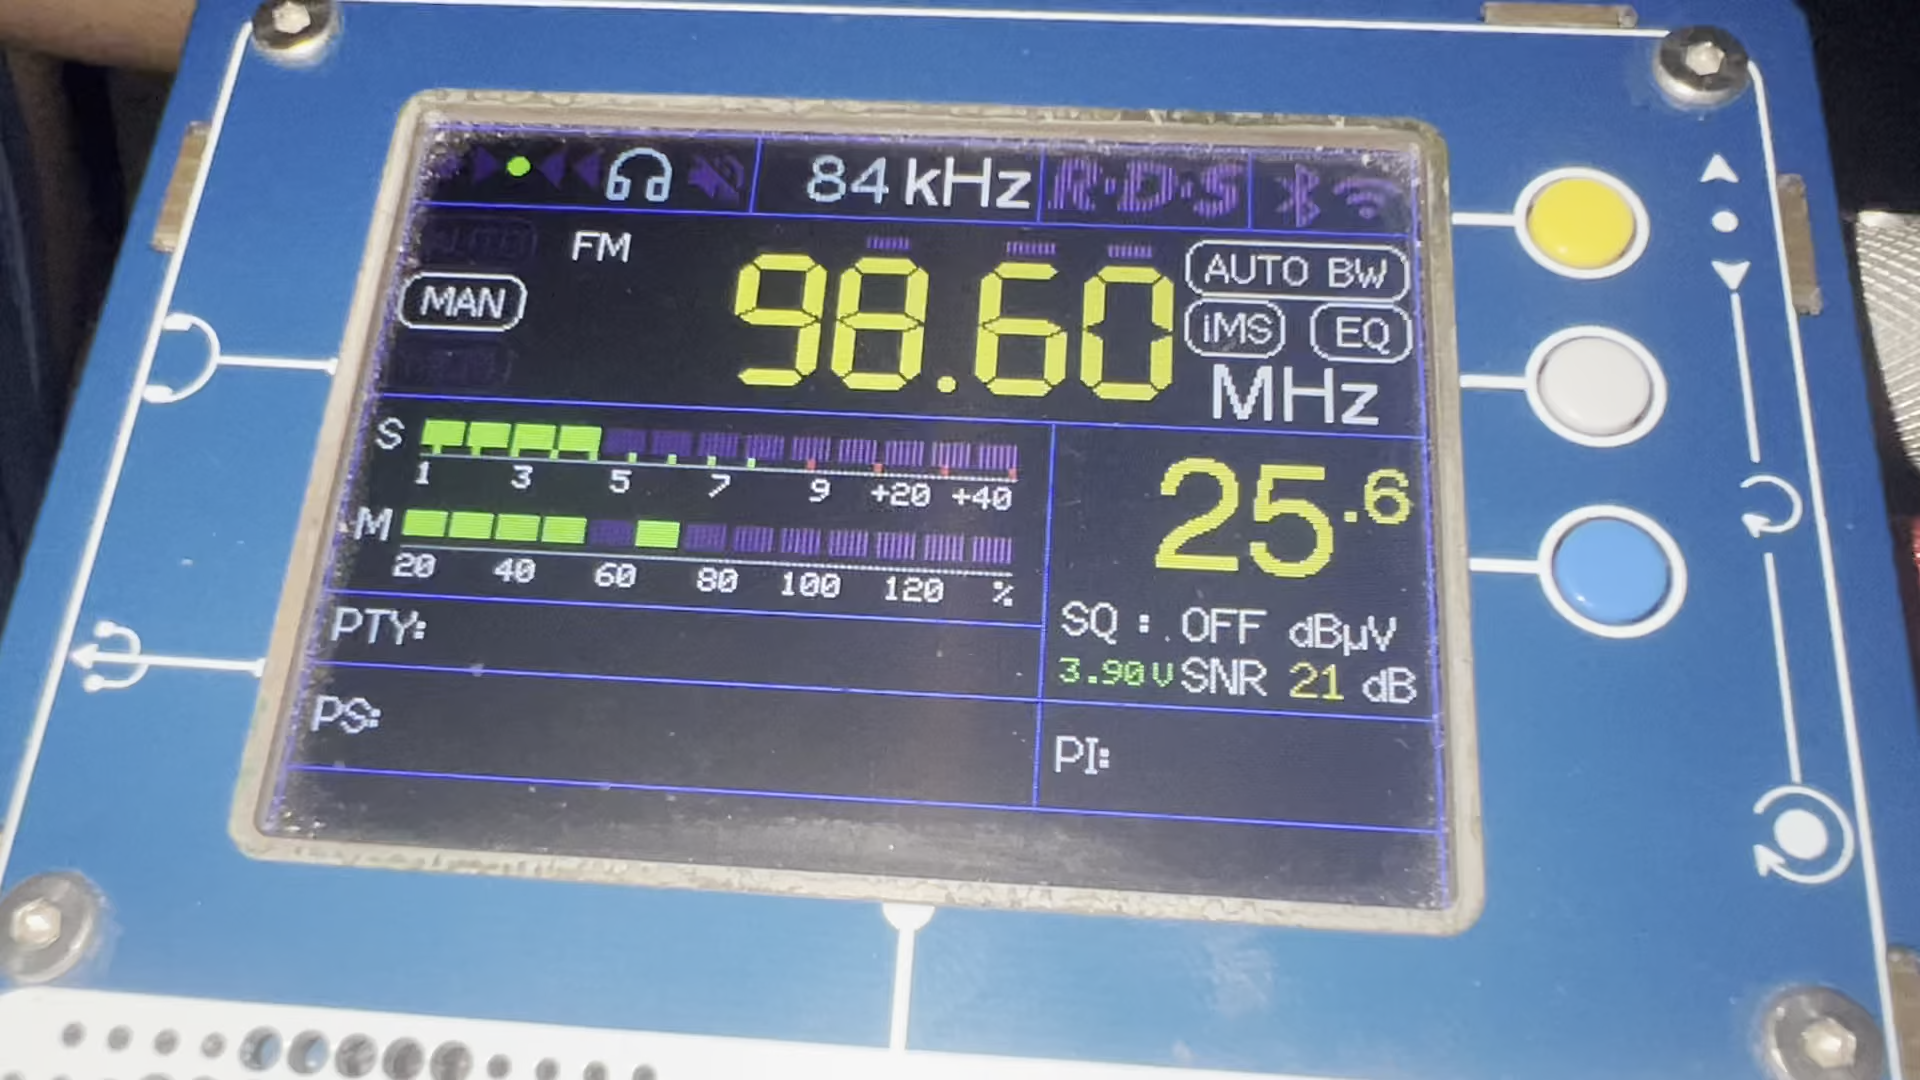 84 kHz R·D·S
FM 98.60 AUTO BW
MAN iMS EQ
MHz
S
1 3 5 7 9 +20 +40
25.6
M
20 40 60 80 100 120 %
PTY: SQ : OFF dBµV
3.90V SNR 21 dB
PS: PI: